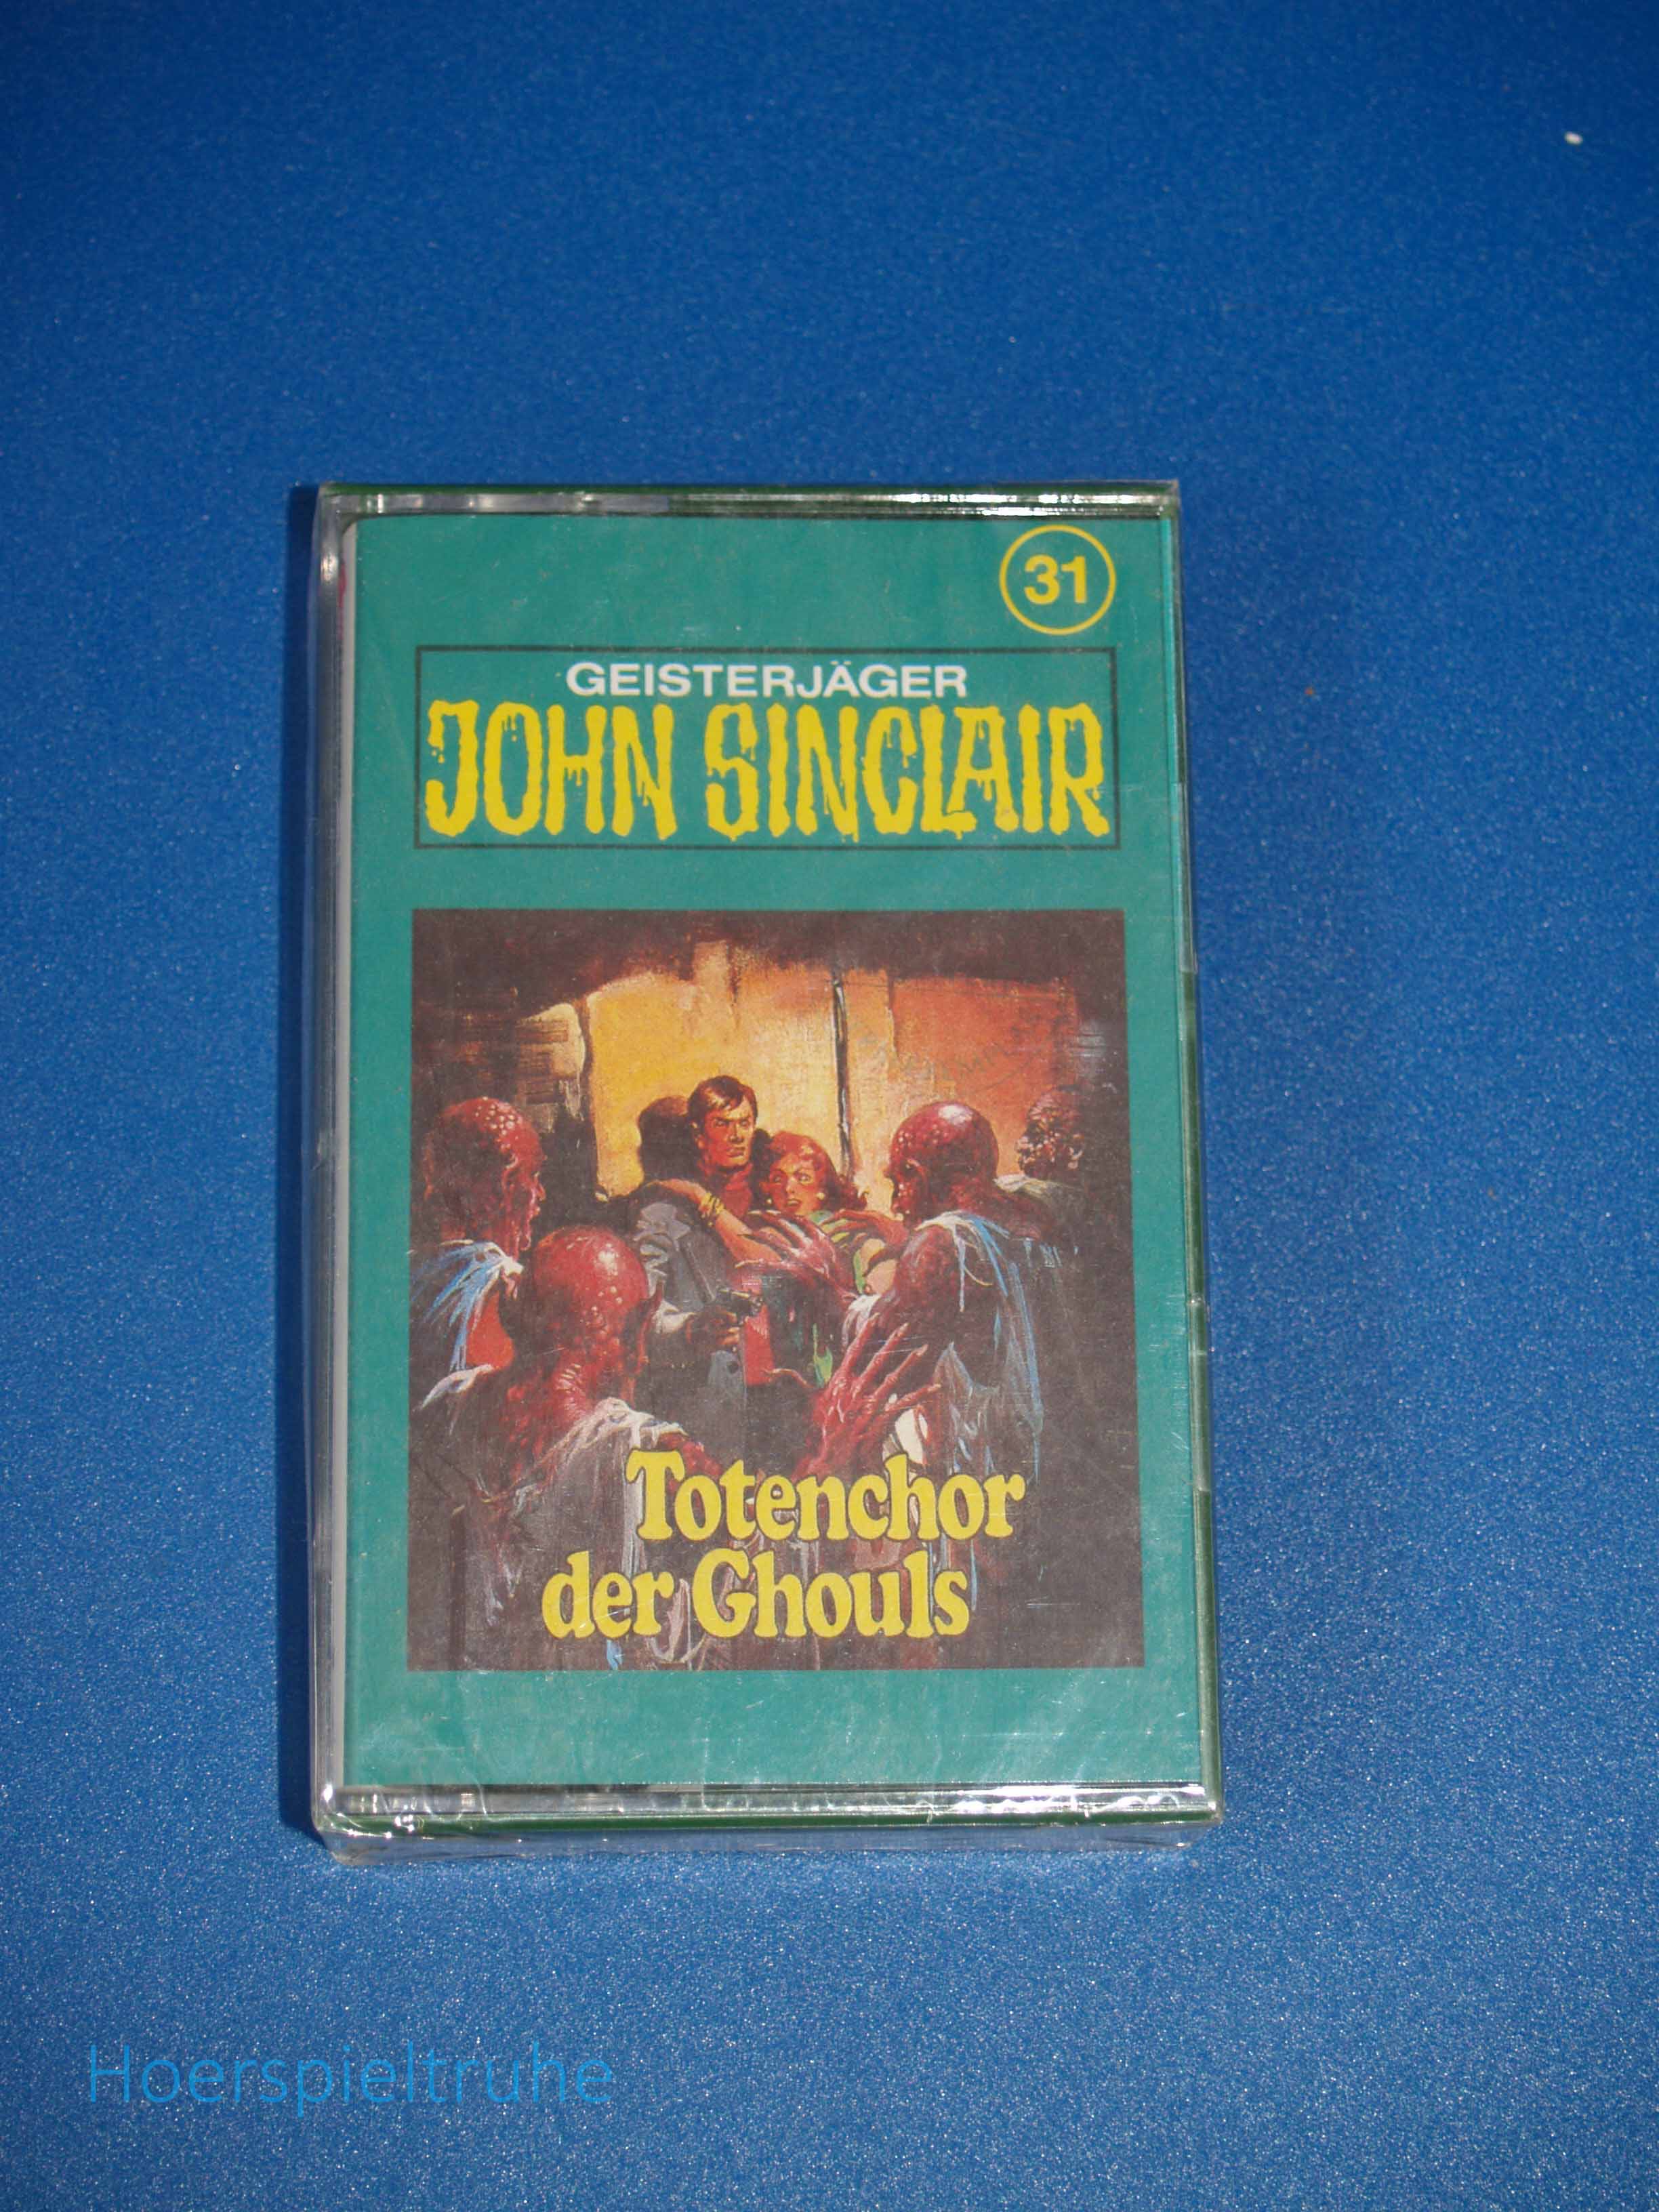 31
GEISTERJÄGER
JOHN SINCLAIR
Totenchor
der Ghouls
Hoerspieltruhe